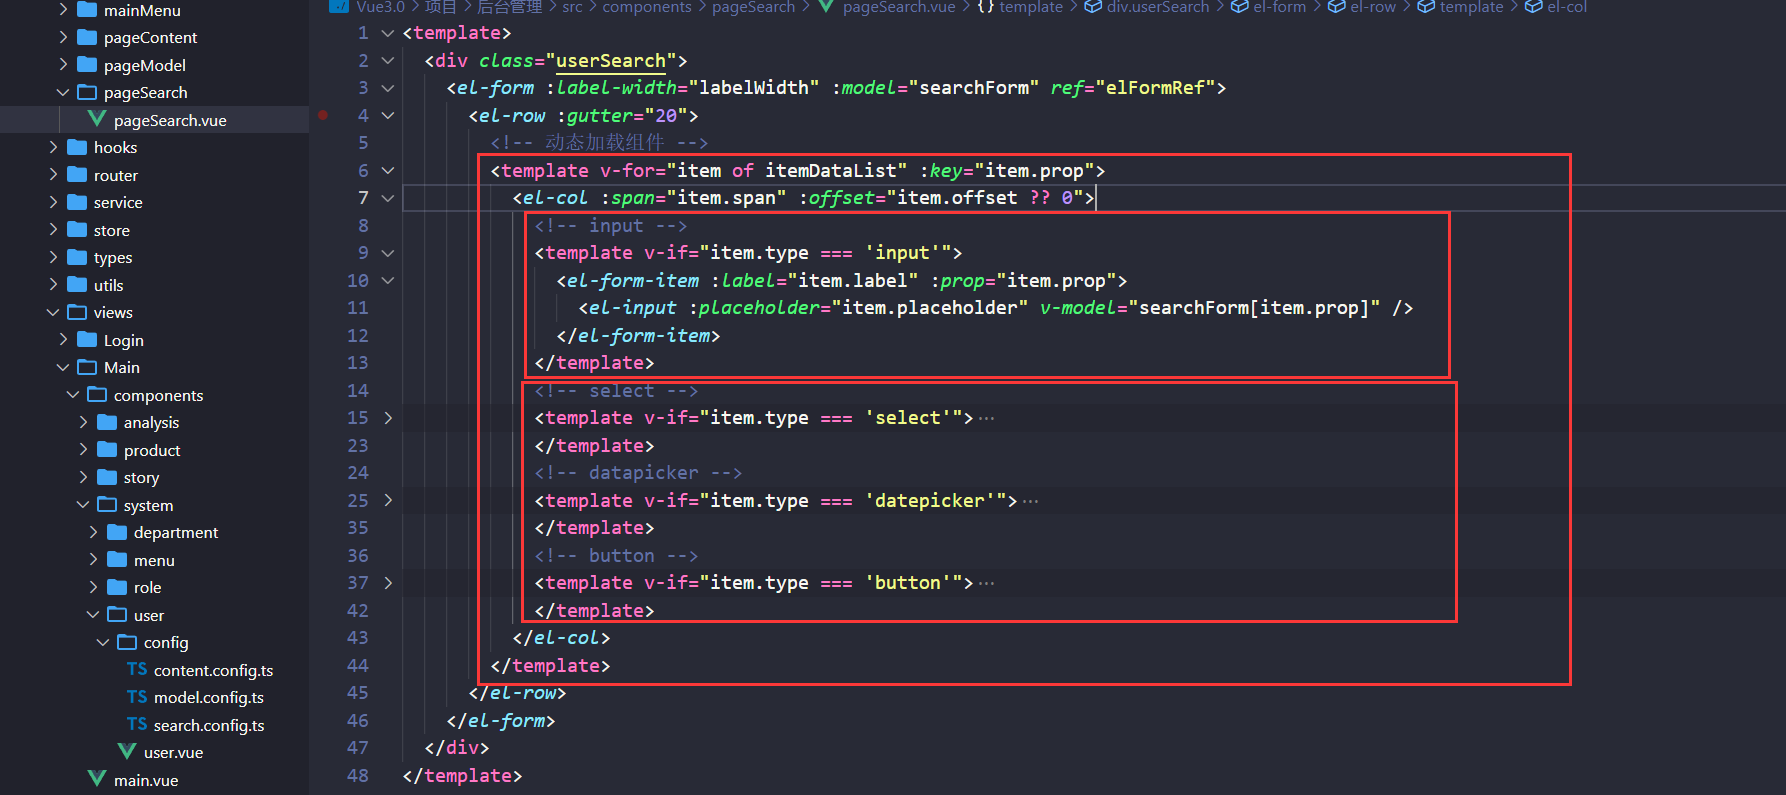 mainMenu
pageContent
pageModel
pageSearch
pageSearch.vue
hooks
router
service
store
types
utils
views
Login
Main
components
analysis
product
story
system
department
menu
role
user
config
TS content.config.ts
TS model.config.ts
TS search.config.ts
user.vue
main.vue
Vue3.0 > 项目 > 后台管理 > src > components > pageSearch > pageSearch.vue > {} template > div.userSearch > el-form > el-row > template > el-col
1 <template>
2 <div class="userSearch">
3 <el-form :label-width="labelWidth" :model="searchForm" ref="elFormRef">
4 <el-row :gutter="20">
5 <!-- 动态加载组件 -->
6 <template v-for="item of itemDataList" :key="item.prop">
7 <el-col :span="item.span" :offset="item.offset ?? 0">
8 <!-- input -->
9 <template v-if="item.type === 'input'">
10 <el-form-item :label="item.label" :prop="item.prop">
11 <el-input :placeholder="item.placeholder" v-model="searchForm[item.prop]" />
12 </el-form-item>
13 </template>
14 <!-- select -->
15 <template v-if="item.type === 'select'">···
23 </template>
24 <!-- datapicker -->
25 <template v-if="item.type === 'datepicker'">···
35 </template>
36 <!-- button -->
37 <template v-if="item.type === 'button'">···
42 </template>
43 </el-col>
44 </template>
45 </el-row>
46 </el-form>
47 </div>
48 </template>